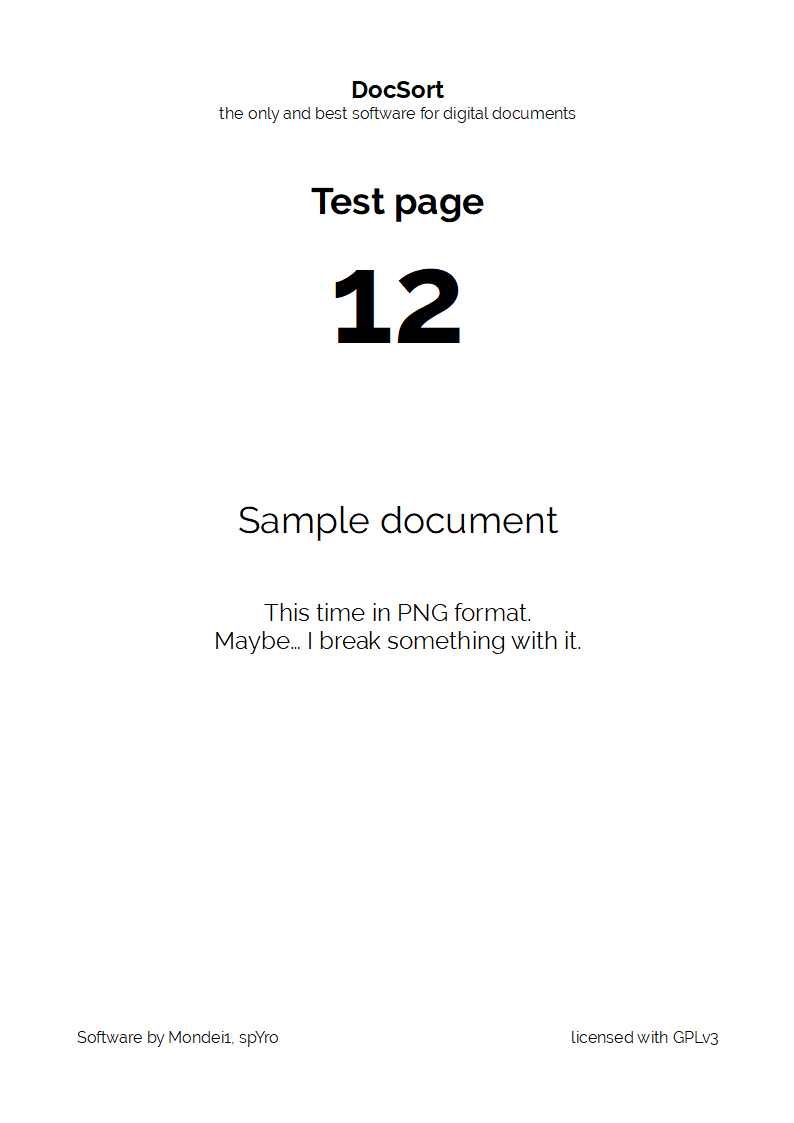 DocSort
the only and best software for digital documents
Test page
12
Sample document
This time in PNG format.
Maybe… I break something with it.
Software by Mondei1, spYro
licensed with GPLv3